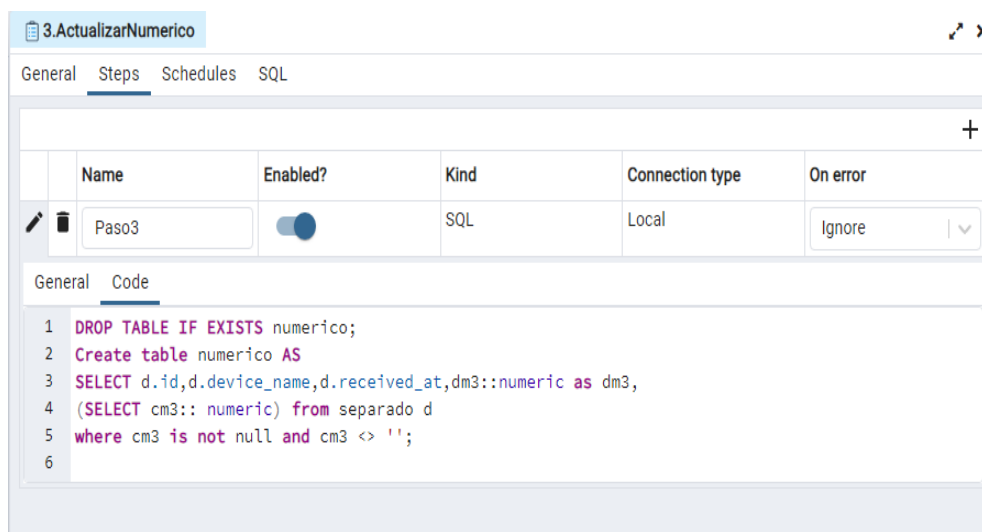 3.ActualizarNumerico
General Steps Schedules SQL
Name Enabled? Kind Connection type On error
Paso3 SQL Local Ignore
General Code
1 DROP TABLE IF EXISTS numerico;
2 Create table numerico AS
3 SELECT d.id,d.device_name,d.received_at,dm3::numeric as dm3,
4 (SELECT cm3:: numeric) from separado d
5 where cm3 is not null and cm3 <> '';
6